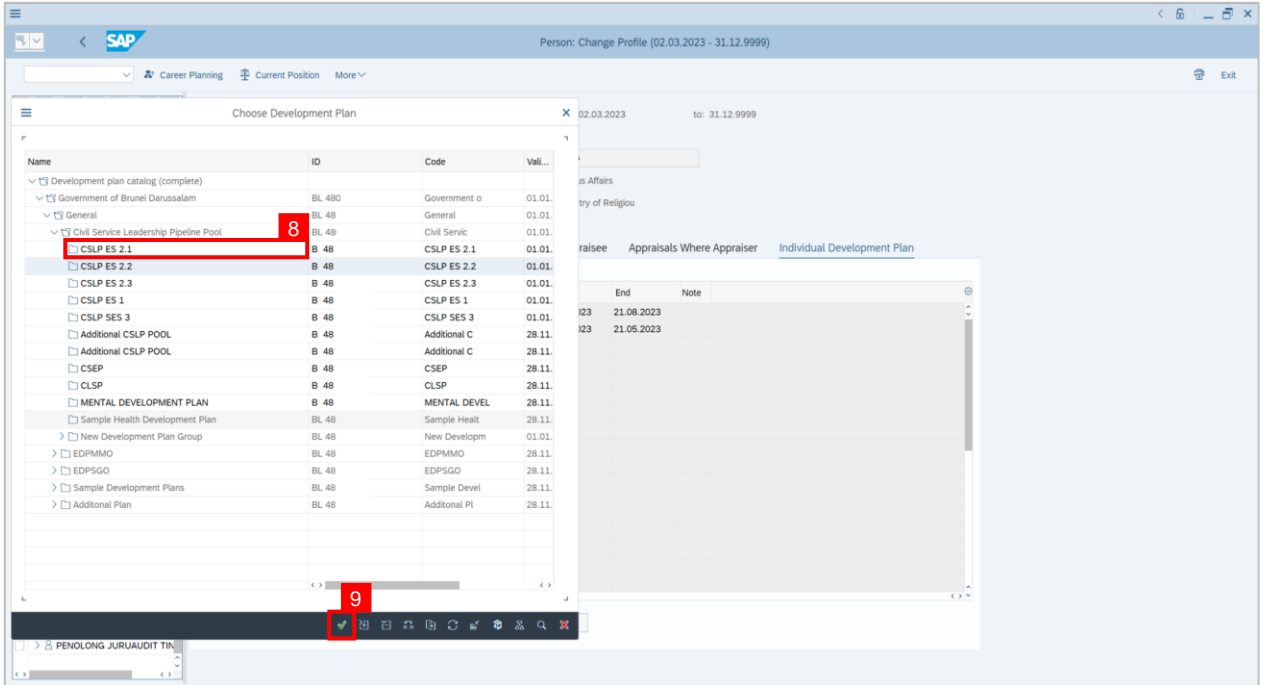 SAP
Person: Change Profile (02.03.2023 - 31.12.9999)
Career Planning Current Position More Exit
Choose Development Plan
02.03.2023 to: 31.12.9999
Name ID Code Vali...
Development plan catalog (complete)
Government of Brunei Darussalam BL 480 Government o 01.01.
General BL 48 General 01.01.
Civil Service Leadership Pipeline Pool BL 48 Civil Servic 01.01.
8
CSLP ES 2.1 B 48 CSLP ES 2.1 01.01.
CSLP ES 2.2 B 48 CSLP ES 2.2 01.01.
CSLP ES 2.3 B 48 CSLP ES 2.3 01.01.
CSLP ES 1 B 48 CSLP ES 1 01.01.
CSLP SES 3 B 48 CSLP SES 3 01.01.
Additional CSLP POOL B 48 Additional C 28.11.
Additional CSLP POOL B 48 Additional C 28.11.
CSEP B 48 CSEP 28.11.
CLSP B 48 CLSP 28.11.
MENTAL DEVELOPMENT PLAN B 48 MENTAL DEVEL 28.11.
Sample Health Development Plan BL 48 Sample Healt 28.11.
New Development Plan Group BL 48 New Developm 01.01.
EDPMMO BL 48 EDPMMO 28.11.
EDPSGO BL 48 EDPSGO 28.11.
Sample Development Plans BL 48 Sample Devel 28.11.
Additonal Plan BL 48 Additonal Pl 28.11.
9
us Affairs
try of Religiou
raisee Appraisals Where Appraiser Individual Development Plan
End Note
023 21.08.2023
023 21.05.2023
PENOLONG JURUAUDIT TIN